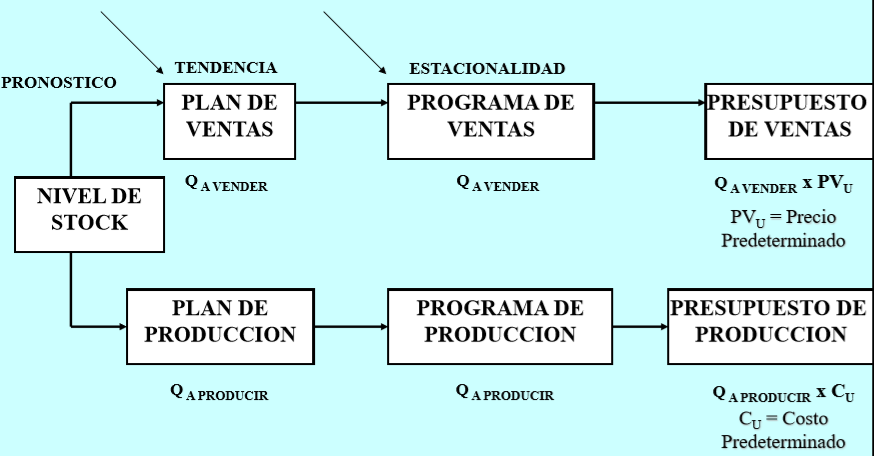 PRONOSTICO
TENDENCIA
ESTACIONALIDAD
PLAN DE
VENTAS
PROGRAMA DE
VENTAS
PRESUPUESTO
DE VENTAS
Q A VENDER
Q A VENDER
Q A VENDER x PVU
PVU = Precio
Predeterminado
NIVEL DE
STOCK
PLAN DE
PRODUCCION
PROGRAMA DE
PRODUCCION
PRESUPUESTO DE
PRODUCCION
Q A PRODUCIR
Q A PRODUCIR
Q A PRODUCIR x CU
CU = Costo
Predeterminado